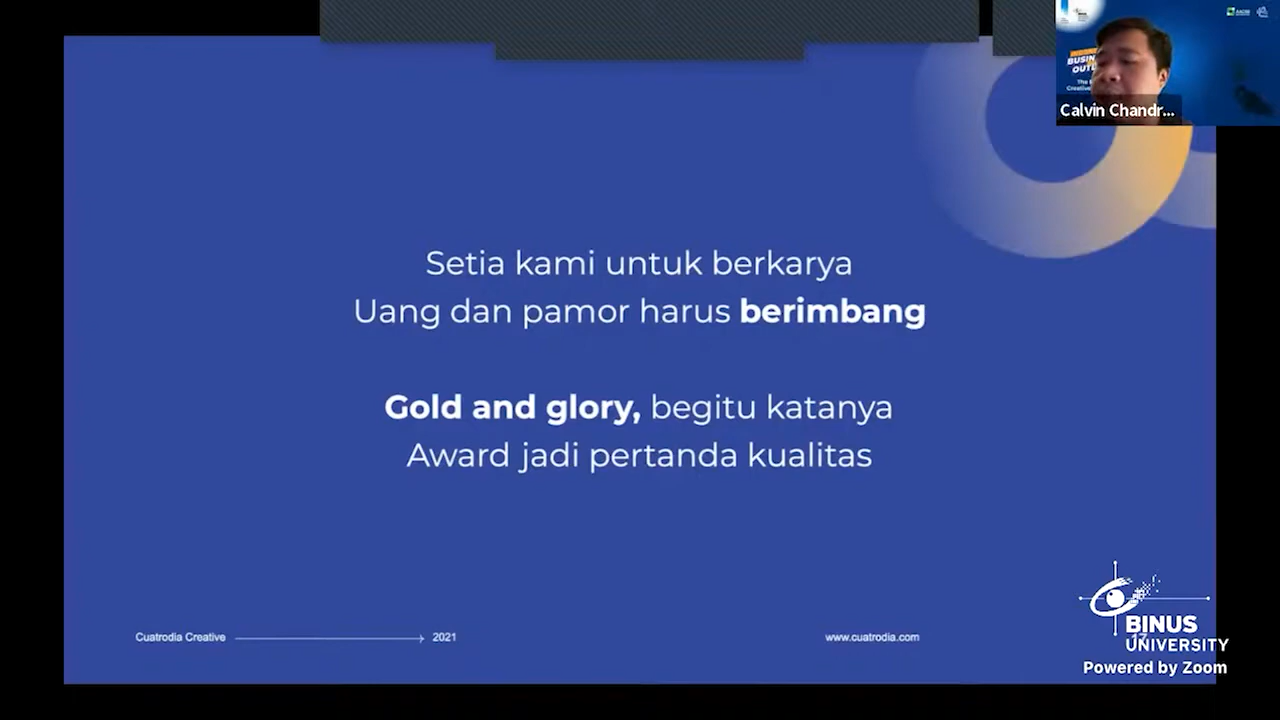 Calvin Chandr...
Setia kami untuk berkarya
Uang dan pamor harus berimbang
Gold and glory, begitu katanya
Award jadi pertanda kualitas
Cuatrodia Creative
2021
www.cuatrodia.com
BINUS
17
UNIVERSITY
Powered by Zoom